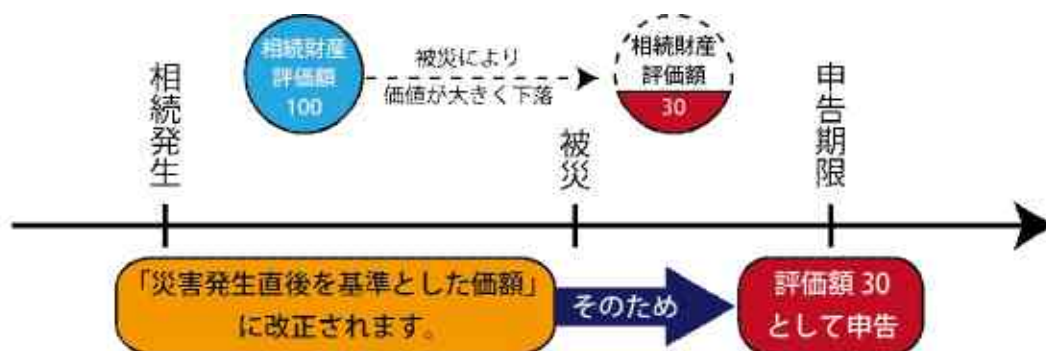 相続財産
評価額
100
被災により
価値が大きく下落
相続財産
評価額
30
相続発生
被災
申告期限
「災害発生直後を基準とした価額」
に改正されます。
そのため
評価額 30
として申告